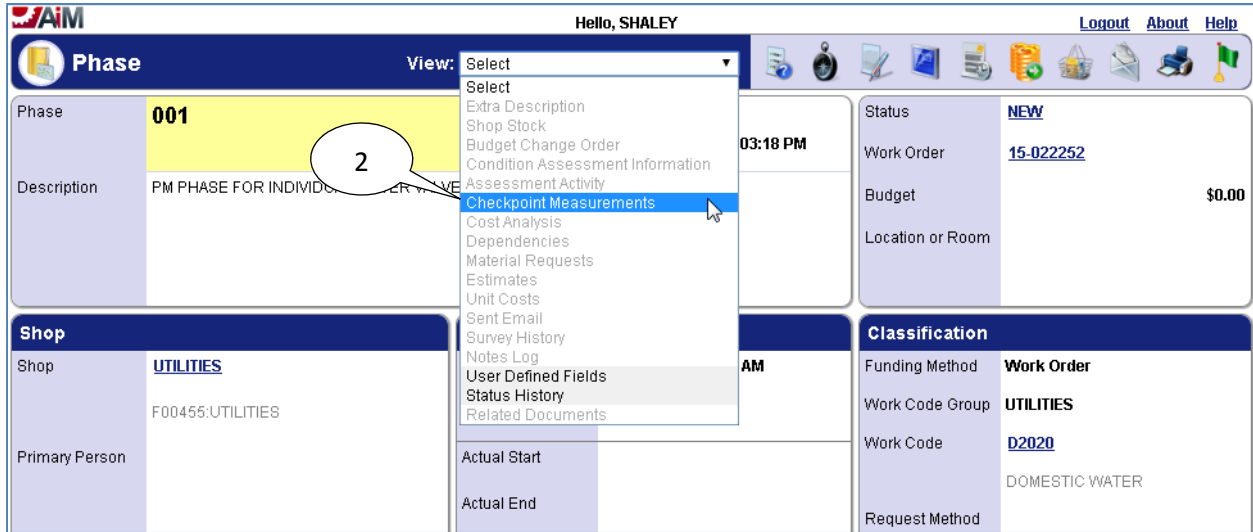 AiM
Hello, SHALEY
Logout About Help
Phase
View: Select
Select
Extra Description
Shop Stock
Budget Change Order
Condition Assessment Information
Assessment Activity
Checkpoint Measurements
Cost Analysis
Dependencies
Material Requests
Estimates
Unit Costs
Sent Email
Survey History
Notes Log
User Defined Fields
Status History
Related Documents
Phase 001
03:18 PM
2
Description PM PHASE FOR
Status NEW
Work Order 15-022252
Budget $0.00
Location or Room
Shop
Shop UTILITIES
F00455:UTILITIES
Primary Person
AM
Actual Start
Actual End
Classification
Funding Method Work Order
Work Code Group UTILITIES
Work Code D2020
DOMESTIC WATER
Request Method